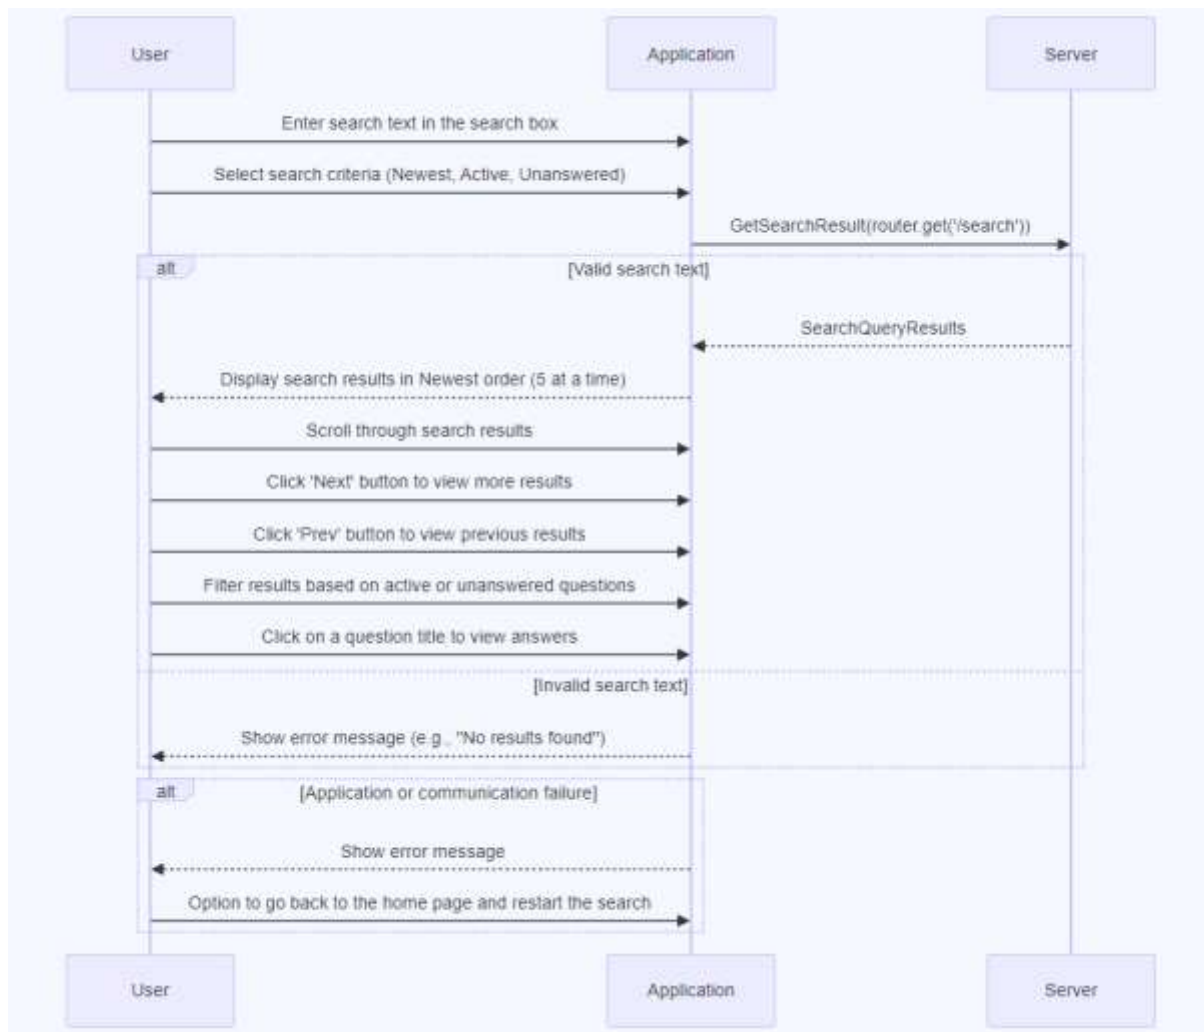 User Application Server
Enter search text in the search box
Select search criteria (Newest, Active, Unanswered)
GetSearchResult(router.get('/search'))
alt [Valid search text]
SearchQueryResults
Display search results in Newest order (5 at a time)
Scroll through search results
Click 'Next' button to view more results
Click 'Prev' button to view previous results
Filter results based on active or unanswered questions
Click on a question title to view answers
[Invalid search text]
Show error message (e.g., "No results found")
alt [Application or communication failure]
Show error message
Option to go back to the home page and restart the search
User Application Server